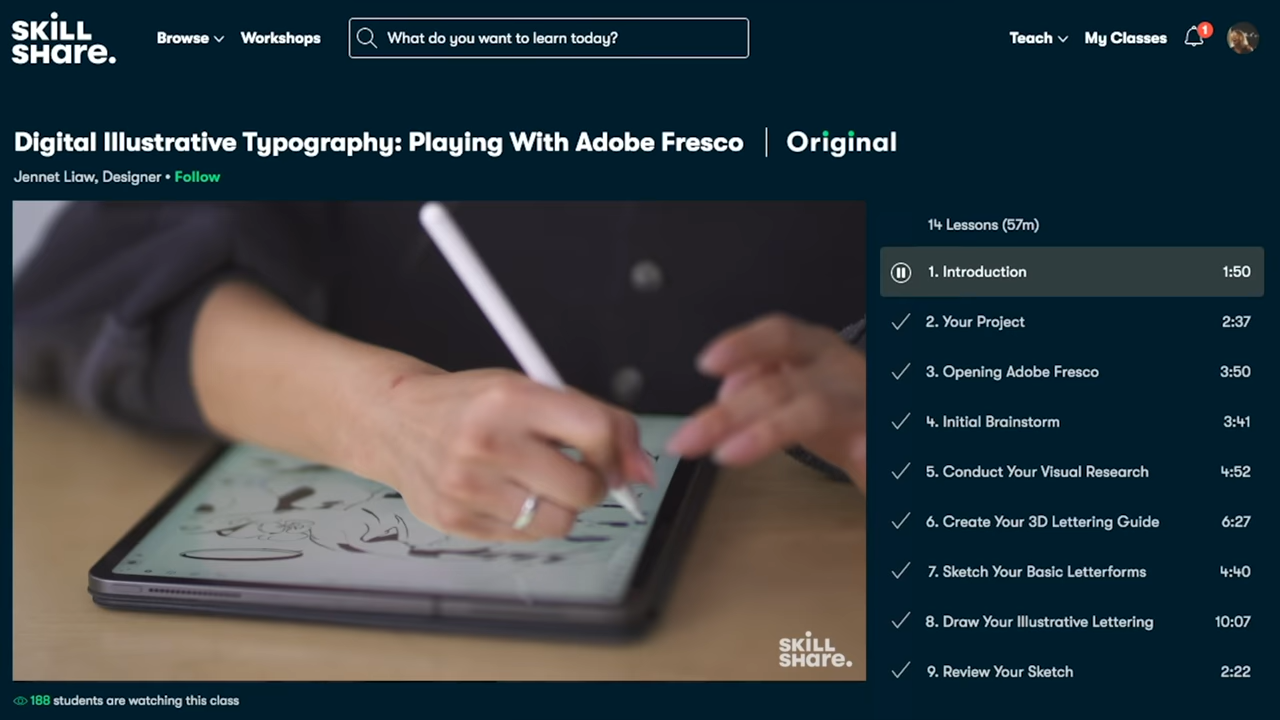 SKILL
SHARE.
Browse
Workshops
What do you want to learn today?
Teach
My Classes
1
Digital Illustrative Typography: Playing With Adobe Fresco | Original
Jennet Liaw, Designer • Follow
14 Lessons (57m)
1. Introduction 1:50
2. Your Project 2:37
3. Opening Adobe Fresco 3:50
4. Initial Brainstorm 3:41
5. Conduct Your Visual Research 4:52
6. Create Your 3D Lettering Guide 6:27
7. Sketch Your Basic Letterforms 4:40
8. Draw Your Illustrative Lettering 10:07
9. Review Your Sketch 2:22
SKILL
SHARE.
188 students are watching this class